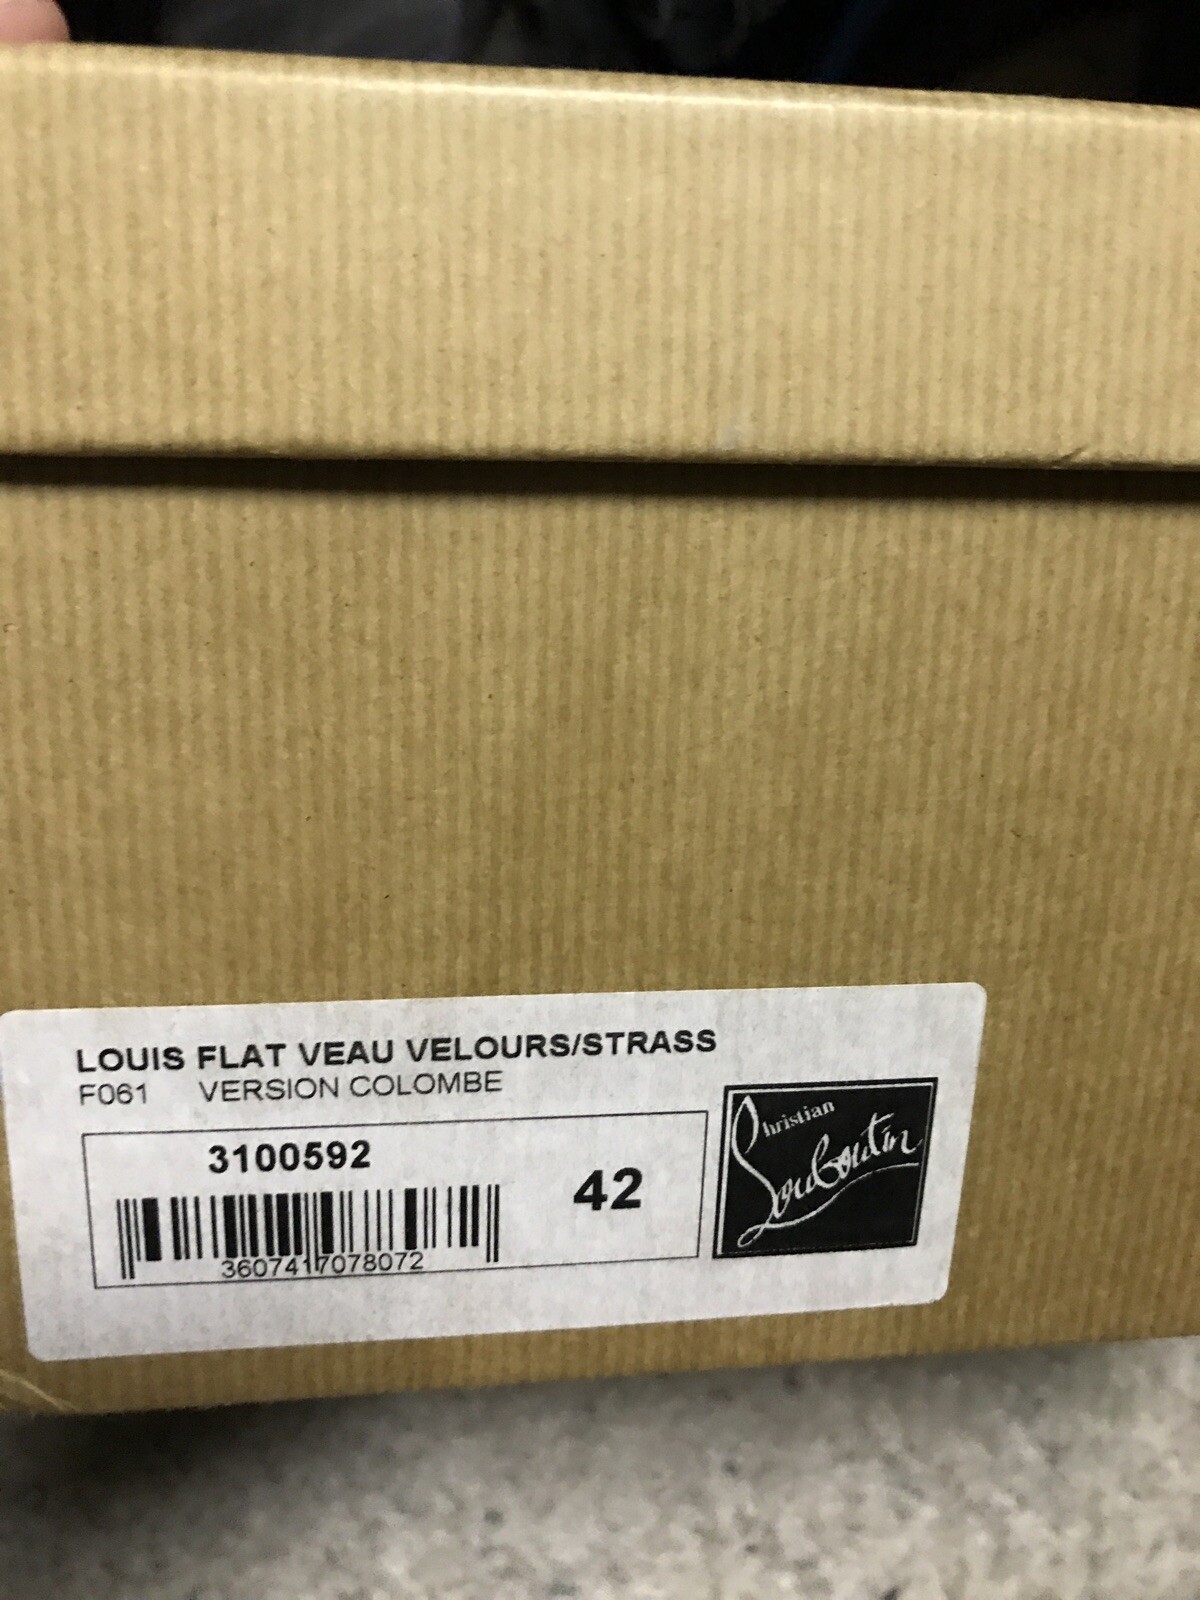 LOUIS FLAT VEAU VELOURS/STRASS
F061 VERSION COLOMBE
3100592
42
3607417078072
Christian
Louboutin